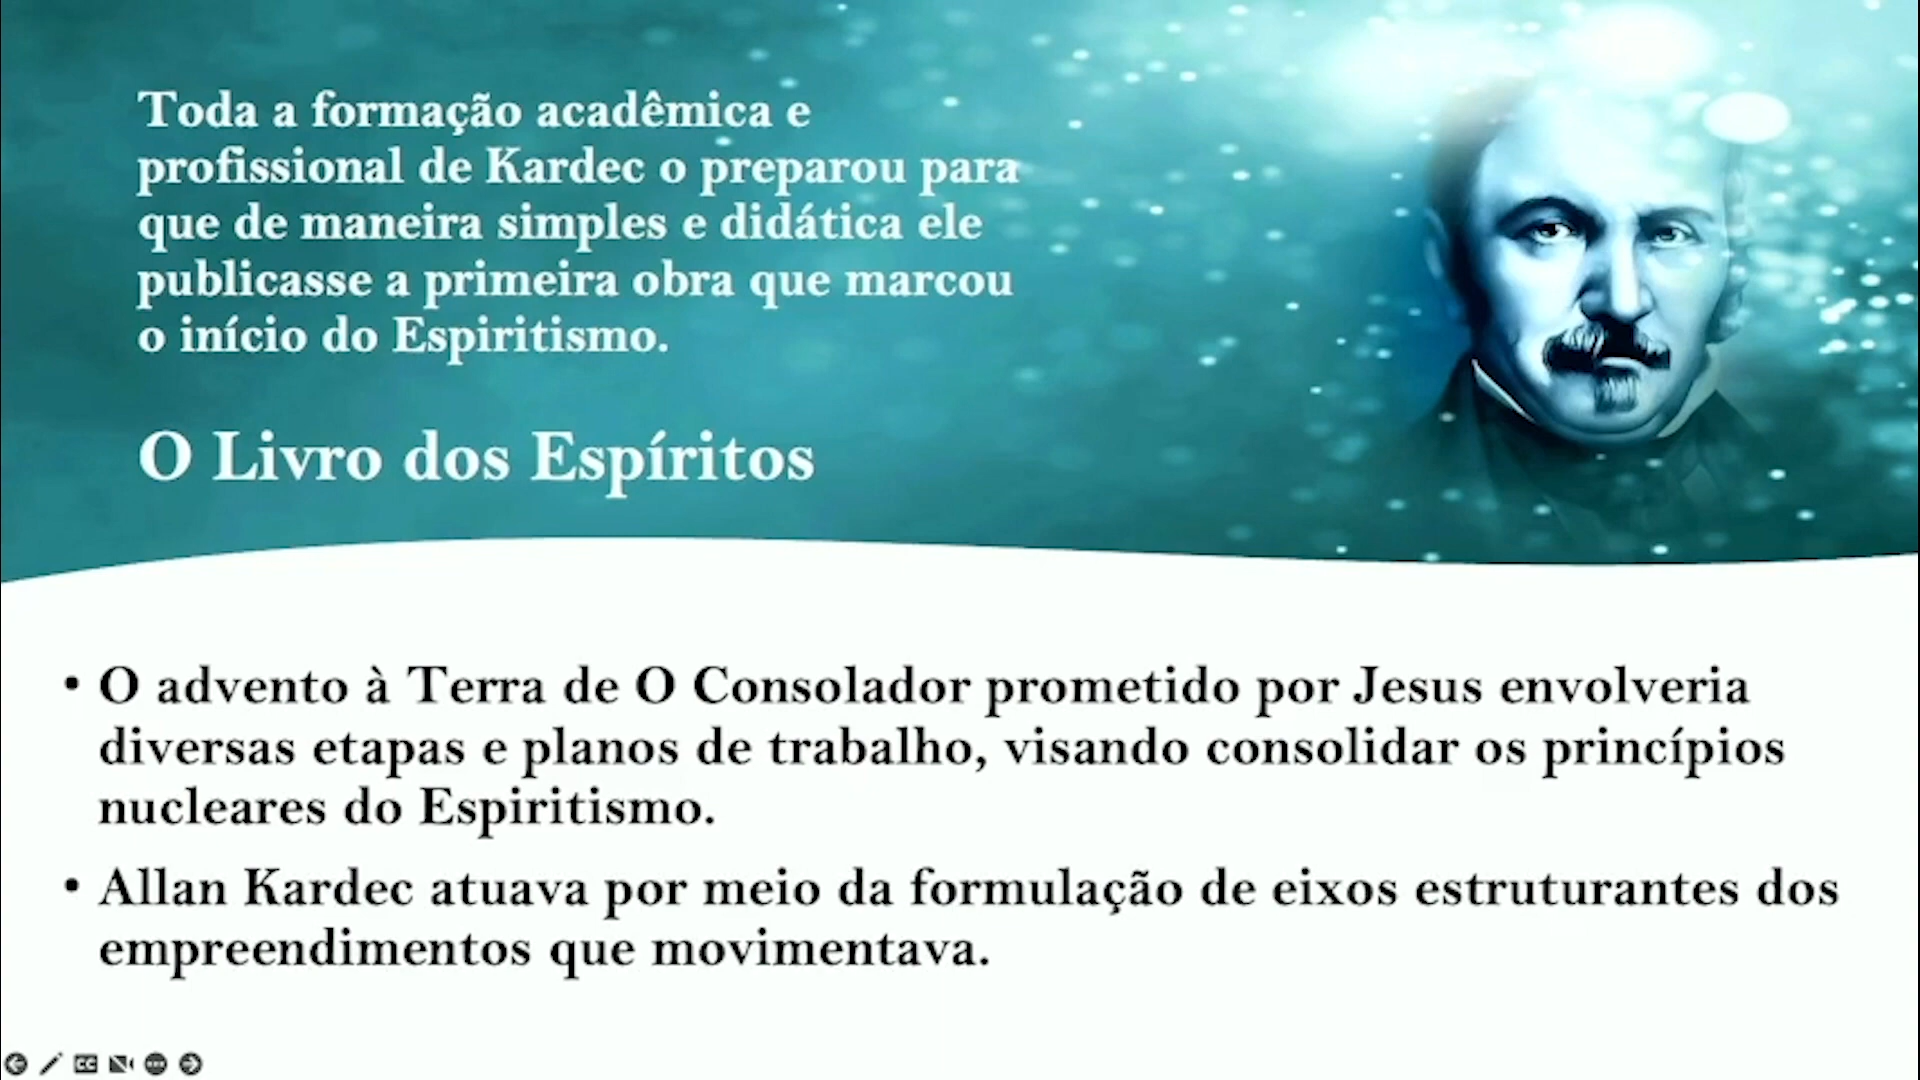 Toda a formação acadêmica e
profissional de Kardec o preparou para
que de maneira simples e didática ele
publicasse a primeira obra que marcou
o início do Espiritismo.
O Livro dos Espíritos
• O advento à Terra de O Consolador prometido por Jesus envolveria
diversas etapas e planos de trabalho, visando consolidar os princípios
nucleares do Espiritismo.
• Allan Kardec atuava por meio da formulação de eixos estruturantes dos
empreendimentos que movimentava.
CC